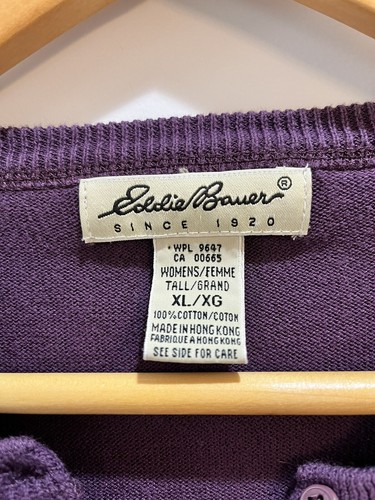 Eddie Bauer®
SINCE 1920
WPL 9647
CA 00665
WOMENS/FEMME
TALL/GRAND
XL/XG
100% COTTON/COTON
MADE IN HONG KONG
FABRIQUE A HONG KONG
SEE SIDE FOR CARE